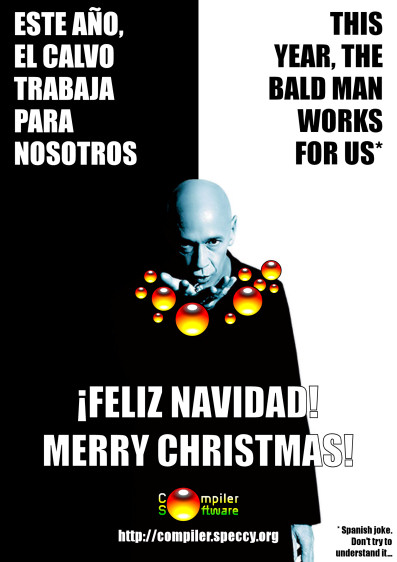 ESTE AÑO,
EL CALVO
TRABAJA
PARA
NOSOTROS
THIS
YEAR, THE
BALD MAN
WORKS
FOR US*
¡FELIZ NAVIDAD!
MERRY CHRISTMAS!
Compiler
Software
http://compiler.speccy.org
* Spanish joke.
Don't try to
understand it...